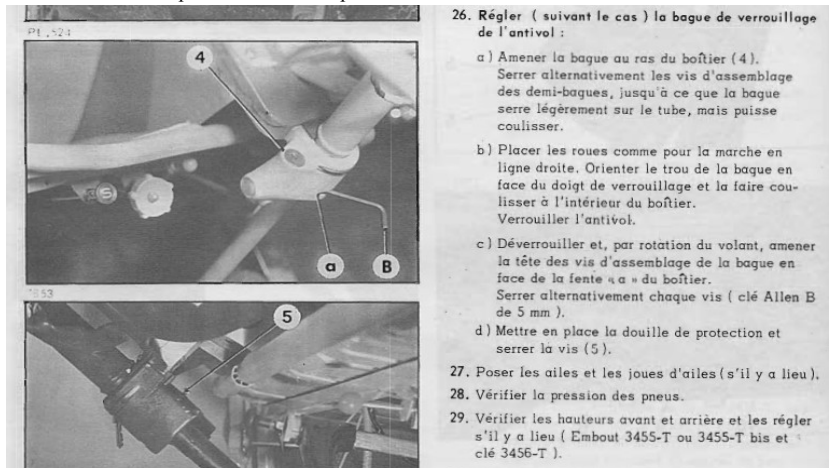 Pl.524
4
a
B
5
26. Régler ( suivant le cas ) la bague de verrouillage
de l'antivol :
a ) Amener la bague au ras du boîtier ( 4 ).
Serrer alternativement les vis d'assemblage
des demi-bagues, jusqu'à ce que la bague
serre légèrement sur le tube, mais puisse
coulisser.
b ) Placer les roues comme pour la marche en
ligne droite. Orienter le trou de la bague en
face du doigt de verrouillage et la faire cou-
lisser à l'intérieur du boîtier.
Verrouiller l'antivol.
c ) Déverrouiller et, par rotation du volant, amener
la tête des vis d'assemblage de la bague en
face de la fente « a » du boîtier.
Serrer alternativement chaque vis ( clé Allen B
de 5 mm ).
d ) Mettre en place la douille de protection et
serrer la vis ( 5 ).
27. Poser les ailes et les joues d'ailes ( s'il y a lieu ).
28. Vérifier la pression des pneus.
29. Vérifier les hauteurs avant et arrière et les régler
s'il y a lieu ( Embout 3455-T ou 3455-T bis et
clé 3456-T ).